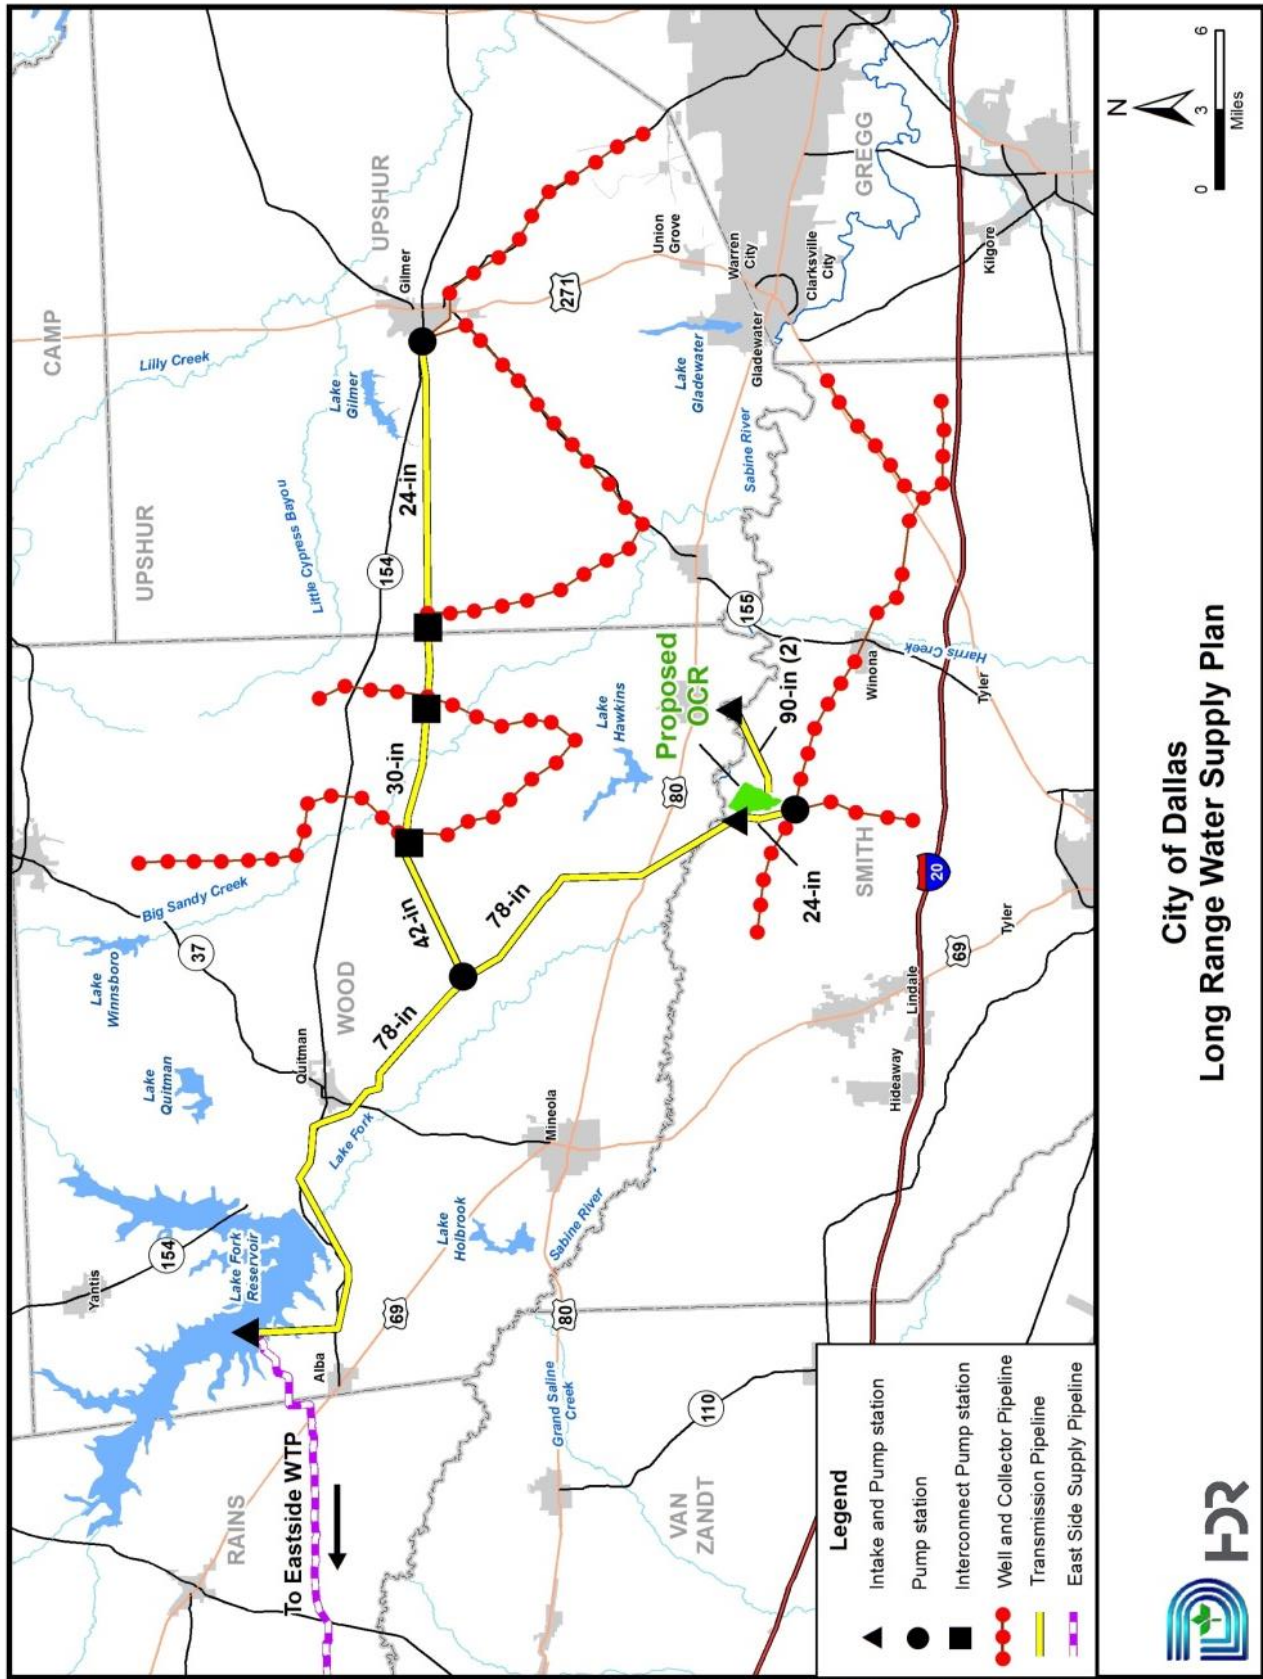 CAMP
UPSHUR
UPSHUR
Lilly Creek
Lake
Gilmer
Gilmer
Little Cypress Bayou
154
24-in
271
Union
Grove
Warren
City
Clarksville
City
Gladewater
Lake
Gladewater
GREGG
Kilgore
Sabine River
155
Winona
Harris Creek
Tyler
Proposed
OCR
90-in (2)
Lake
Hawkins
80
30-in
42-in
78-in
24-in
SMITH
20
69
Tyler
Lindale
Hideaway
Big Sandy Creek
37
Lake
Winnsboro
WOOD
Lake
Quitman
Quitman
78-in
Lake Fork
Mineola
Lake
Holbrook
Sabine River
Yantis
154
Lake Fork
Reservoir
Alba
69
80
Grand Saline
Creek
110
RAINS
VAN
ZANDT
To Eastside WTP
Legend
Intake and Pump station
Pump station
Interconnect Pump station
Well and Collector Pipeline
Transmission Pipeline
East Side Supply Pipeline
HDR
City of Dallas
Long Range Water Supply Plan
N
0 3 6
Miles